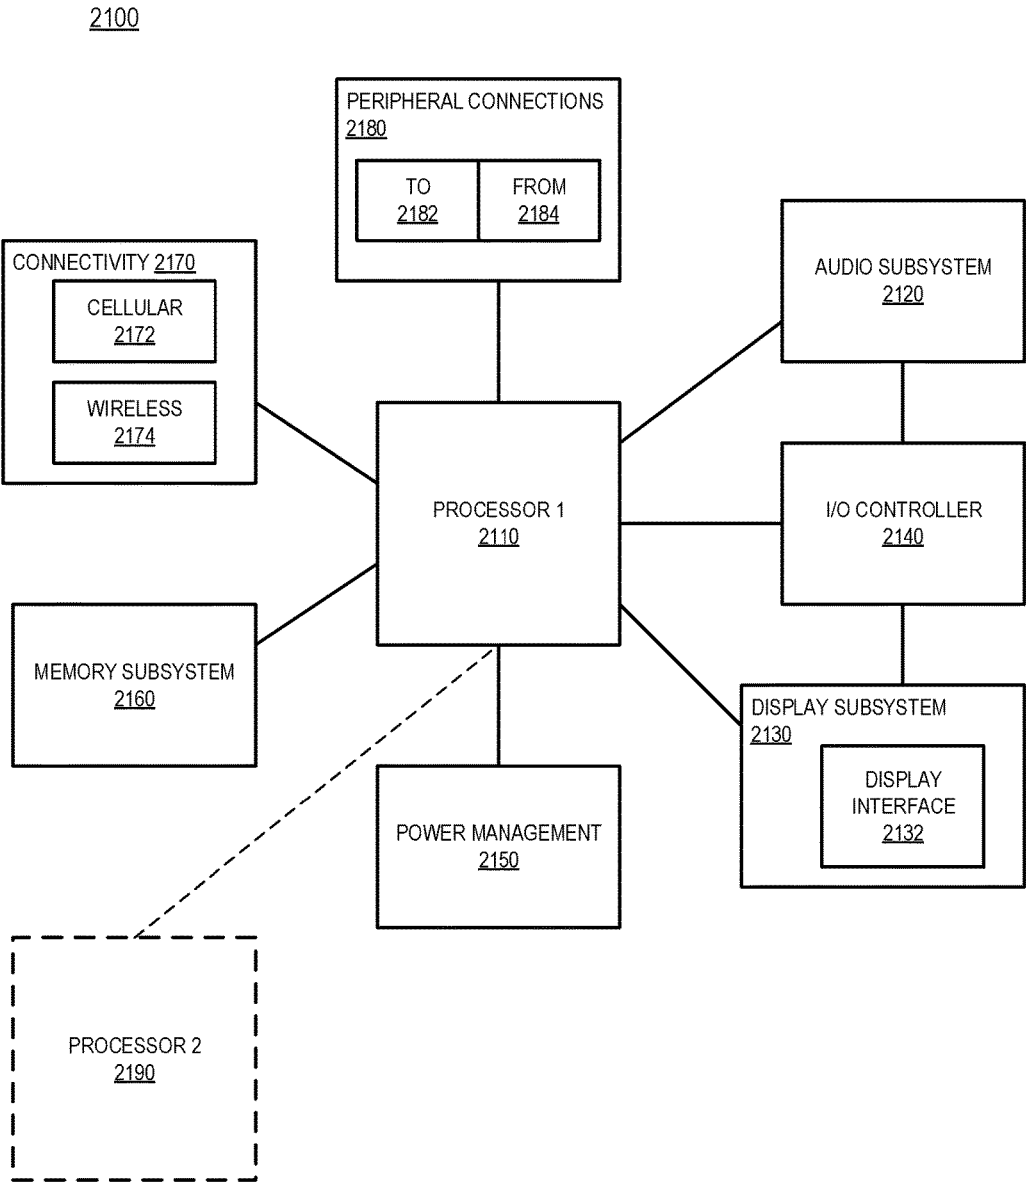 2100
PERIPHERAL CONNECTIONS
2180
TO
2182
FROM
2184
CONNECTIVITY 2170
CELLULAR
2172
WIRELESS
2174
AUDIO SUBSYSTEM
2120
PROCESSOR 1
2110
I/O CONTROLLER
2140
MEMORY SUBSYSTEM
2160
DISPLAY SUBSYSTEM
2130
DISPLAY
INTERFACE
2132
POWER MANAGEMENT
2150
PROCESSOR 2
2190